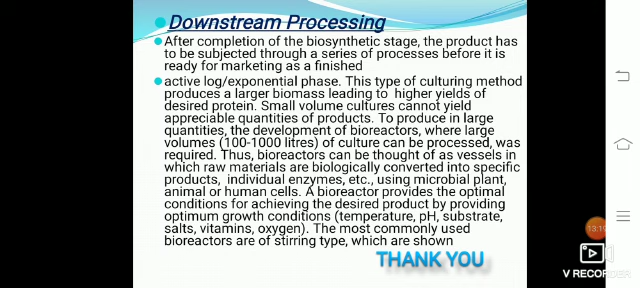 Downstream Processing
After completion of the biosynthetic stage, the product has
to be subjected through a series of processes before it is
ready for marketing as a finished
active log/exponential phase. This type of culturing method
produces a larger biomass leading to higher yields of
desired protein. Small volume cultures cannot yield
appreciable quantities of products. To produce in large
quantities, the development of bioreactors, where large
volumes (100-1000 litres) of culture can be processed, was
required. Thus, bioreactors can be thought of as vessels in
which raw materials are biologically converted into specific
products, individual enzymes, etc., using microbial plant,
animal or human cells. A bioreactor provides the optimal
conditions for achieving the desired product by providing
optimum growth conditions (temperature, pH, substrate,
salts, vitamins, oxygen). The most commonly used
bioreactors are of stirring type, which are shown
THANK YOU
13:19
V RECORDER